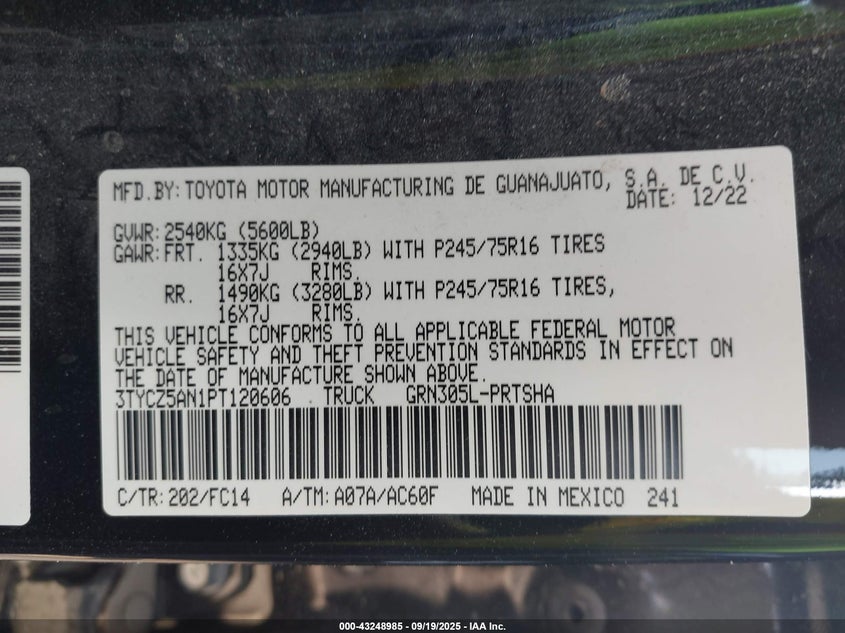 MFD.BY: TOYOTA MOTOR MANUFACTURING DE GUANAJUATO, S.A. DE C.V.
DATE: 12/22
GVWR: 2540KG (5600LB)
GAWR: FRT. 1335KG (2940LB) WITH P245/75R16 TIRES
16X7J RIMS.
RR. 1490KG (3280LB) WITH P245/75R16 TIRES,
16X7J RIMS.
THIS VEHICLE CONFORMS TO ALL APPLICABLE FEDERAL MOTOR
VEHICLE SAFETY AND THEFT PREVENTION STANDARDS IN EFFECT ON
THE DATE OF MANUFACTURE SHOWN ABOVE.
3TYCZ5AN1PT120606 TRUCK GRN305L-PRTSHA
C/TR: 202/FC14 A/TM: A07A/AC60F MADE IN MEXICO 241
000-43248985 - 09/19/2025 - IAA Inc.